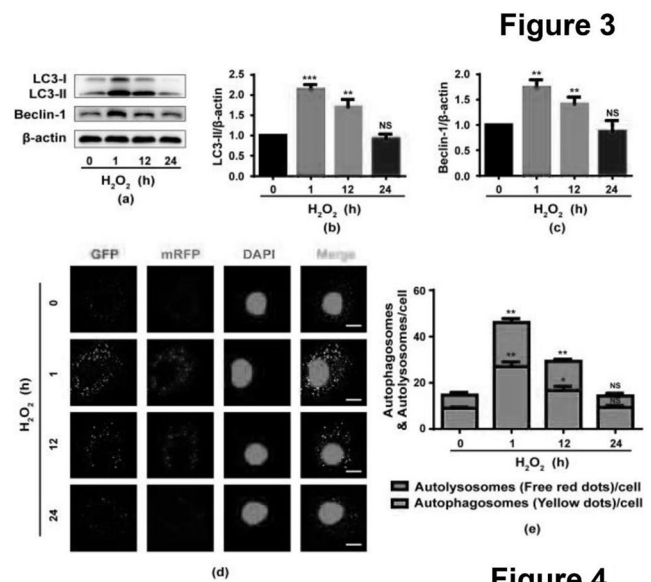 Figure 3
LC3-I
LC3-II
Beclin-1
β-actin
0 1 12 24
H₂O₂ (h)
(a)
LC3-II/β-actin
2.5
2.0
1.5
1.0
0.5
0.0
***
**
NS
0 1 12 24
H₂O₂ (h)
(b)
Beclin-1/β-actin
2.0
1.5
1.0
0.5
0.0
**
**
NS
0 1 12 24
H₂O₂ (h)
(c)
GFP mRFP DAPI Merge
H₂O₂ (h)
0
1
12
24
(d)
Autophagosomes
& Autolysosomes/cell
60
40
20
0
**
**
**
*
NS
NS
0 1 12 24
H₂O₂ (h)
Autolysosomes (Free red dots)/cell
Autophagosomes (Yellow dots)/cell
(e)
Figure 4